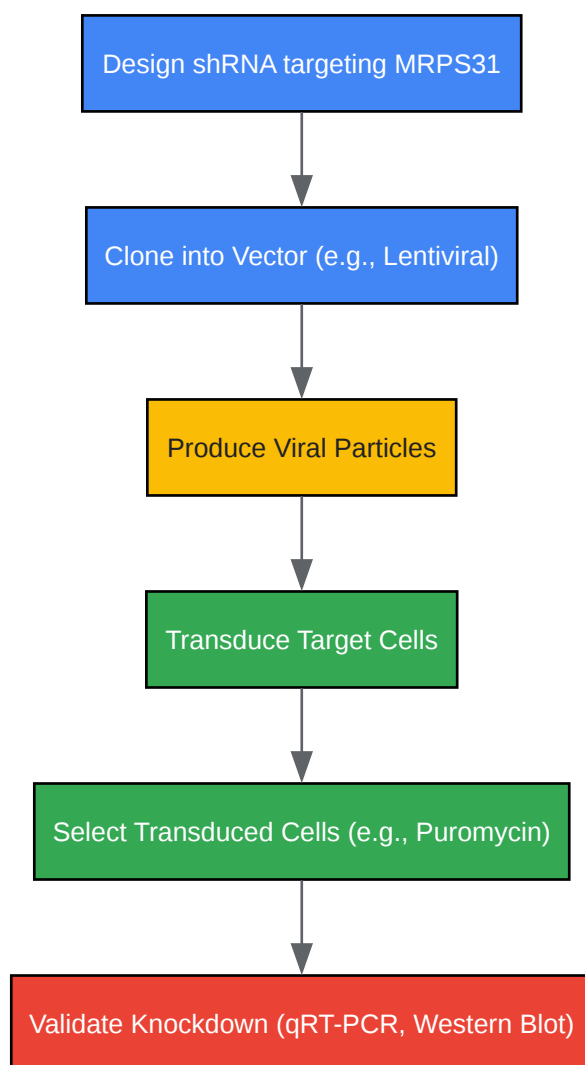 Design shRNA targeting MRPS31
Clone into Vector (e.g., Lentiviral)
Produce Viral Particles
Transduce Target Cells
Select Transduced Cells (e.g., Puromycin)
Validate Knockdown (qRT-PCR, Western Blot)